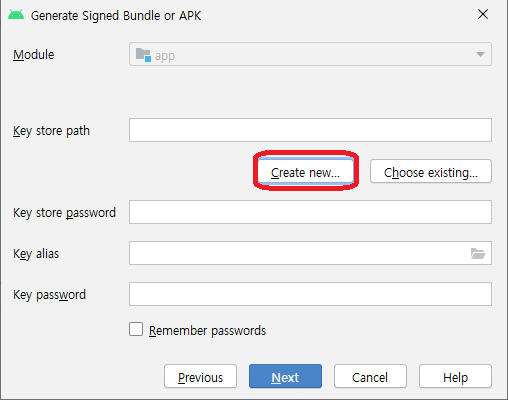 Generate Signed Bundle or APK
Module
app
Key store path
Create new...
Choose existing...
Key store password
Key alias
Key password
Remember passwords
Previous
Next
Cancel
Help